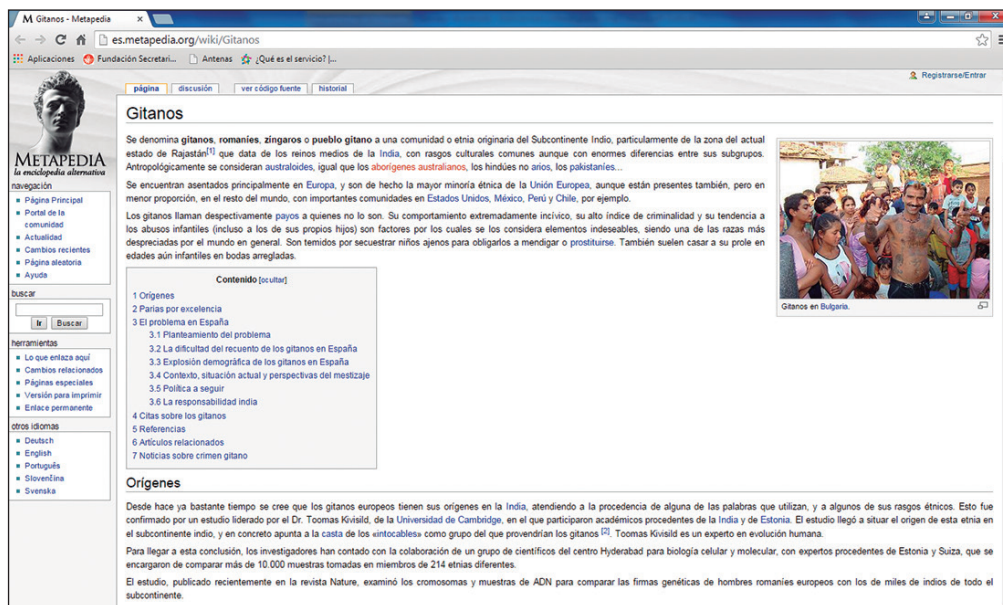 M Gitanos - Metapedia
es.metapedia.org/wiki/Gitanos
Aplicaciones Fundación Secretari... Antenas ¿Qué es el servicio? |...
Registrarse/Entrar
página discusión ver código fuente historial
METAPEDIA
la enciclopedia alternativa
navegación
Página Principal
Portal de la
comunidad
Actualidad
Cambios recientes
Página aleatoria
Ayuda
buscar
Ir Buscar
herramientas
Lo que enlaza aquí
Cambios relacionados
Páginas especiales
Versión para imprimir
Enlace permanente
otros idiomas
Deutsch
English
Português
Slovenčina
Svenska
Gitanos
Se denomina gitanos, romaníes, zíngaros o pueblo gitano a una comunidad o etnia originaria del Subcontinente Indio, particularmente de la zona del actual
estado de Rajastán[1] que data de los reinos medios de la India, con rasgos culturales comunes aunque con enormes diferencias entre sus subgrupos.
Antropológicamente se consideran australoides, igual que los aborígenes australianos, los hindúes no arios, los pakistaníes...
Se encuentran asentados principalmente en Europa, y son de hecho la mayor minoría étnica de la Unión Europea, aunque están presentes también, pero en
menor proporción, en el resto del mundo, con importantes comunidades en Estados Unidos, México, Perú y Chile, por ejemplo.
Los gitanos llaman despectivamente payos a quienes no lo son. Su comportamiento extremadamente incívico, su alto índice de criminalidad y su tendencia a
los abusos infantiles (incluso a los de sus propios hijos) son factores por los cuales se los considera elementos indeseables, siendo una de las razas más
despreciadas por el mundo en general. Son temidos por secuestrar niños ajenos para obligarlos a mendigar o prostituirse. También suelen casar a su prole en
edades aún infantiles en bodas arregladas.
Gitanos en Bulgaria.
Contenido [ocultar]
1 Orígenes
2 Parias por excelencia
3 El problema en España
3.1 Planteamiento del problema
3.2 La dificultad del recuento de los gitanos en España
3.3 Explosión demográfica de los gitanos en España
3.4 Contexto, situación actual y perspectivas del mestizaje
3.5 Política a seguir
3.6 La responsabilidad india
4 Citas sobre los gitanos
5 Referencias
6 Artículos relacionados
7 Noticias sobre crimen gitano
Orígenes
Desde hace ya bastante tiempo se cree que los gitanos europeos tienen sus orígenes en la India, atendiendo a la procedencia de alguna de las palabras que utilizan, y a algunos de sus rasgos étnicos. Esto fue
confirmado por un estudio liderado por el Dr. Toomas Kivisild, de la Universidad de Cambridge, en el que participaron académicos procedentes de la India y de Estonia. El estudio llegó a situar el origen de esta etnia en
el subcontinente indio, y en concreto apunta a la casta de los «intocables» como grupo del que provendrían los gitanos [2]. Toomas Kivisild es un experto en evolución humana.
Para llegar a esta conclusión, los investigadores han contado con la colaboración de un grupo de científicos del centro Hyderabad para biología celular y molecular, con expertos procedentes de Estonia y Suiza, que se
encargaron de comparar más de 10.000 muestras tomadas en miembros de 214 etnias diferentes.
El estudio, publicado recientemente en la revista Nature, examinó los cromosomas y muestras de ADN para comparar las firmas genéticas de hombres romaníes europeos con los de miles de indios de todo el
subcontinente.